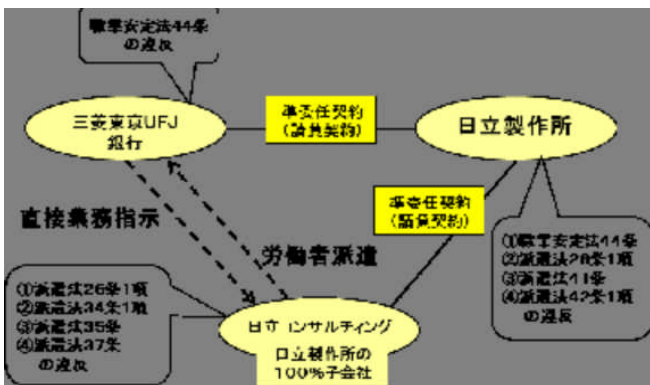 職業安定法44条
の違反
三菱東京UFJ
銀行
準委任契約
(請負契約)
日立製作所
直接業務指示
労働者派遣
準委任契約
(請負契約)
①職業安定法44条
②派遣法26条1項
③派遣法41条
④派遣法42条1項
の違反
①派遣法26条1項
②派遣法34条1項
③派遣法35条
④派遣法37条
の違反
日立コンサルティング
日立製作所の
100%子会社